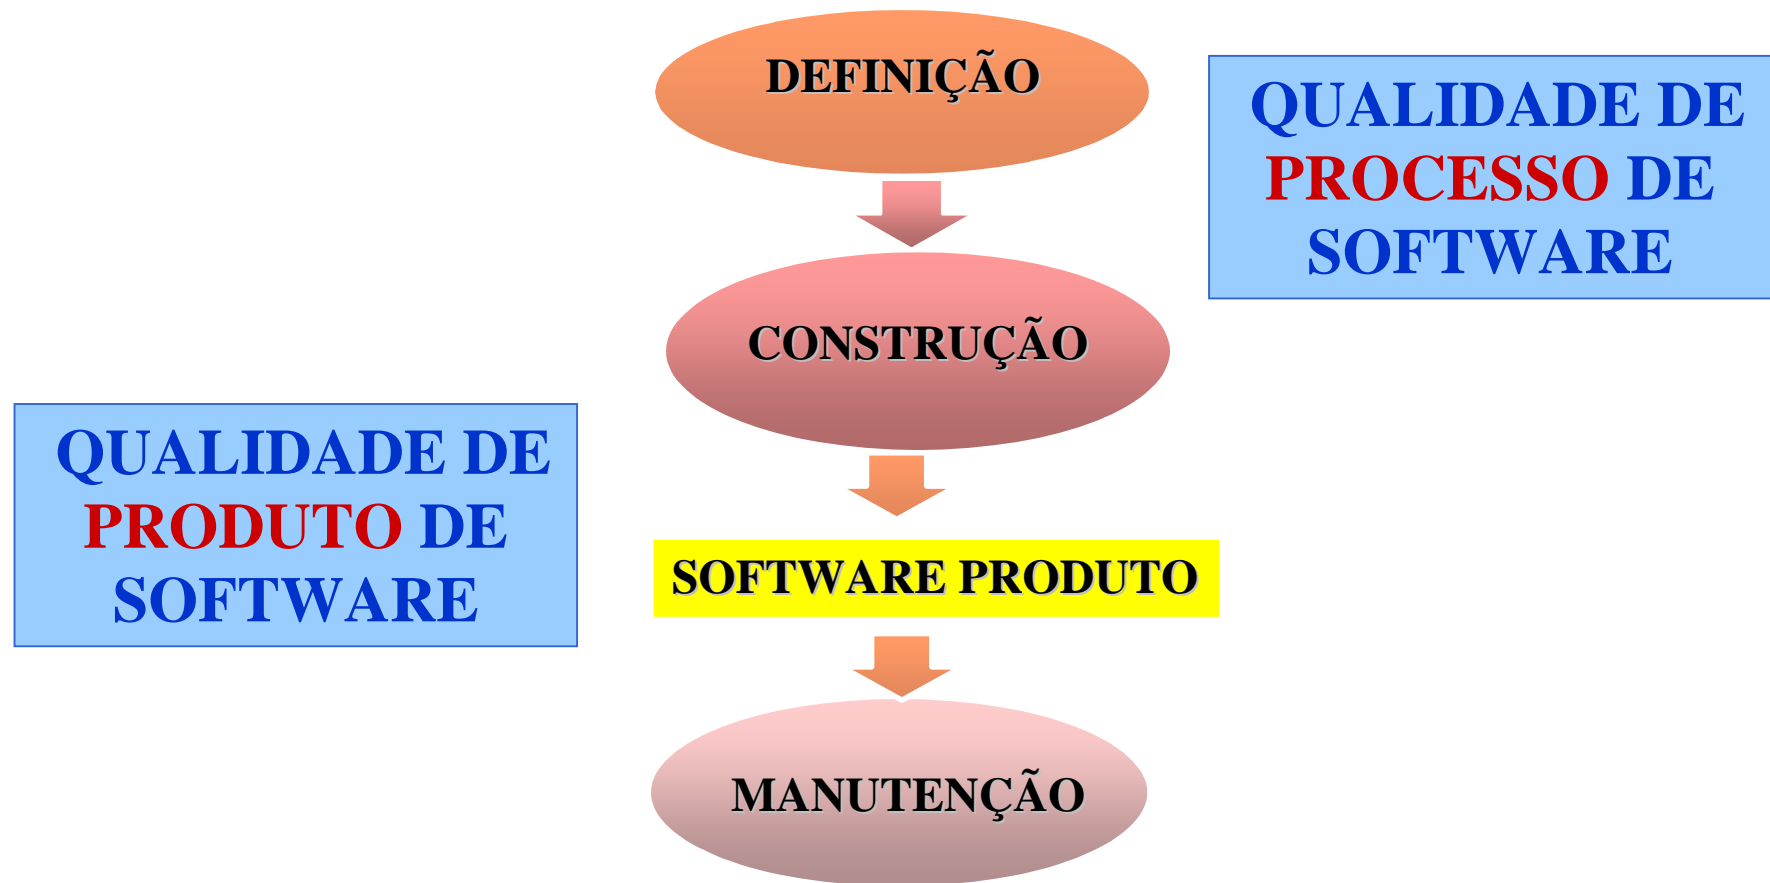 DEFINIÇÃO
QUALIDADE DE
PROCESSO DE
SOFTWARE
CONSTRUÇÃO
QUALIDADE DE
PRODUTO DE
SOFTWARE
SOFTWARE PRODUTO
MANUTENÇÃO